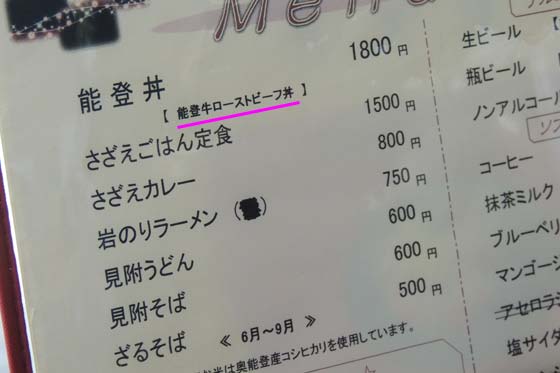 Menu
能登丼 1800円
【 能登牛ローストビーフ丼 】
さざえごはん定食 1500円
さざえカレー 800円
岩のりラーメン ( ) 750円
見附うどん 600円
見附そば 600円
ざるそば 500円
≪ 6月～9月 ≫
は奥能登産コシヒカリを使用しています。
生ビール 【
瓶ビール 【
ノンアルコー
ソフ
コーヒー
抹茶ミルク
ブルーベリ
マンゴージ
アセロラ
塩サイダ